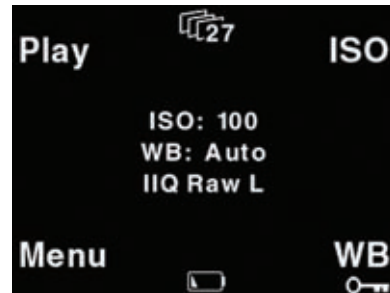 27
Play ISO
ISO: 100
WB: Auto
IIQ Raw L
Menu WB